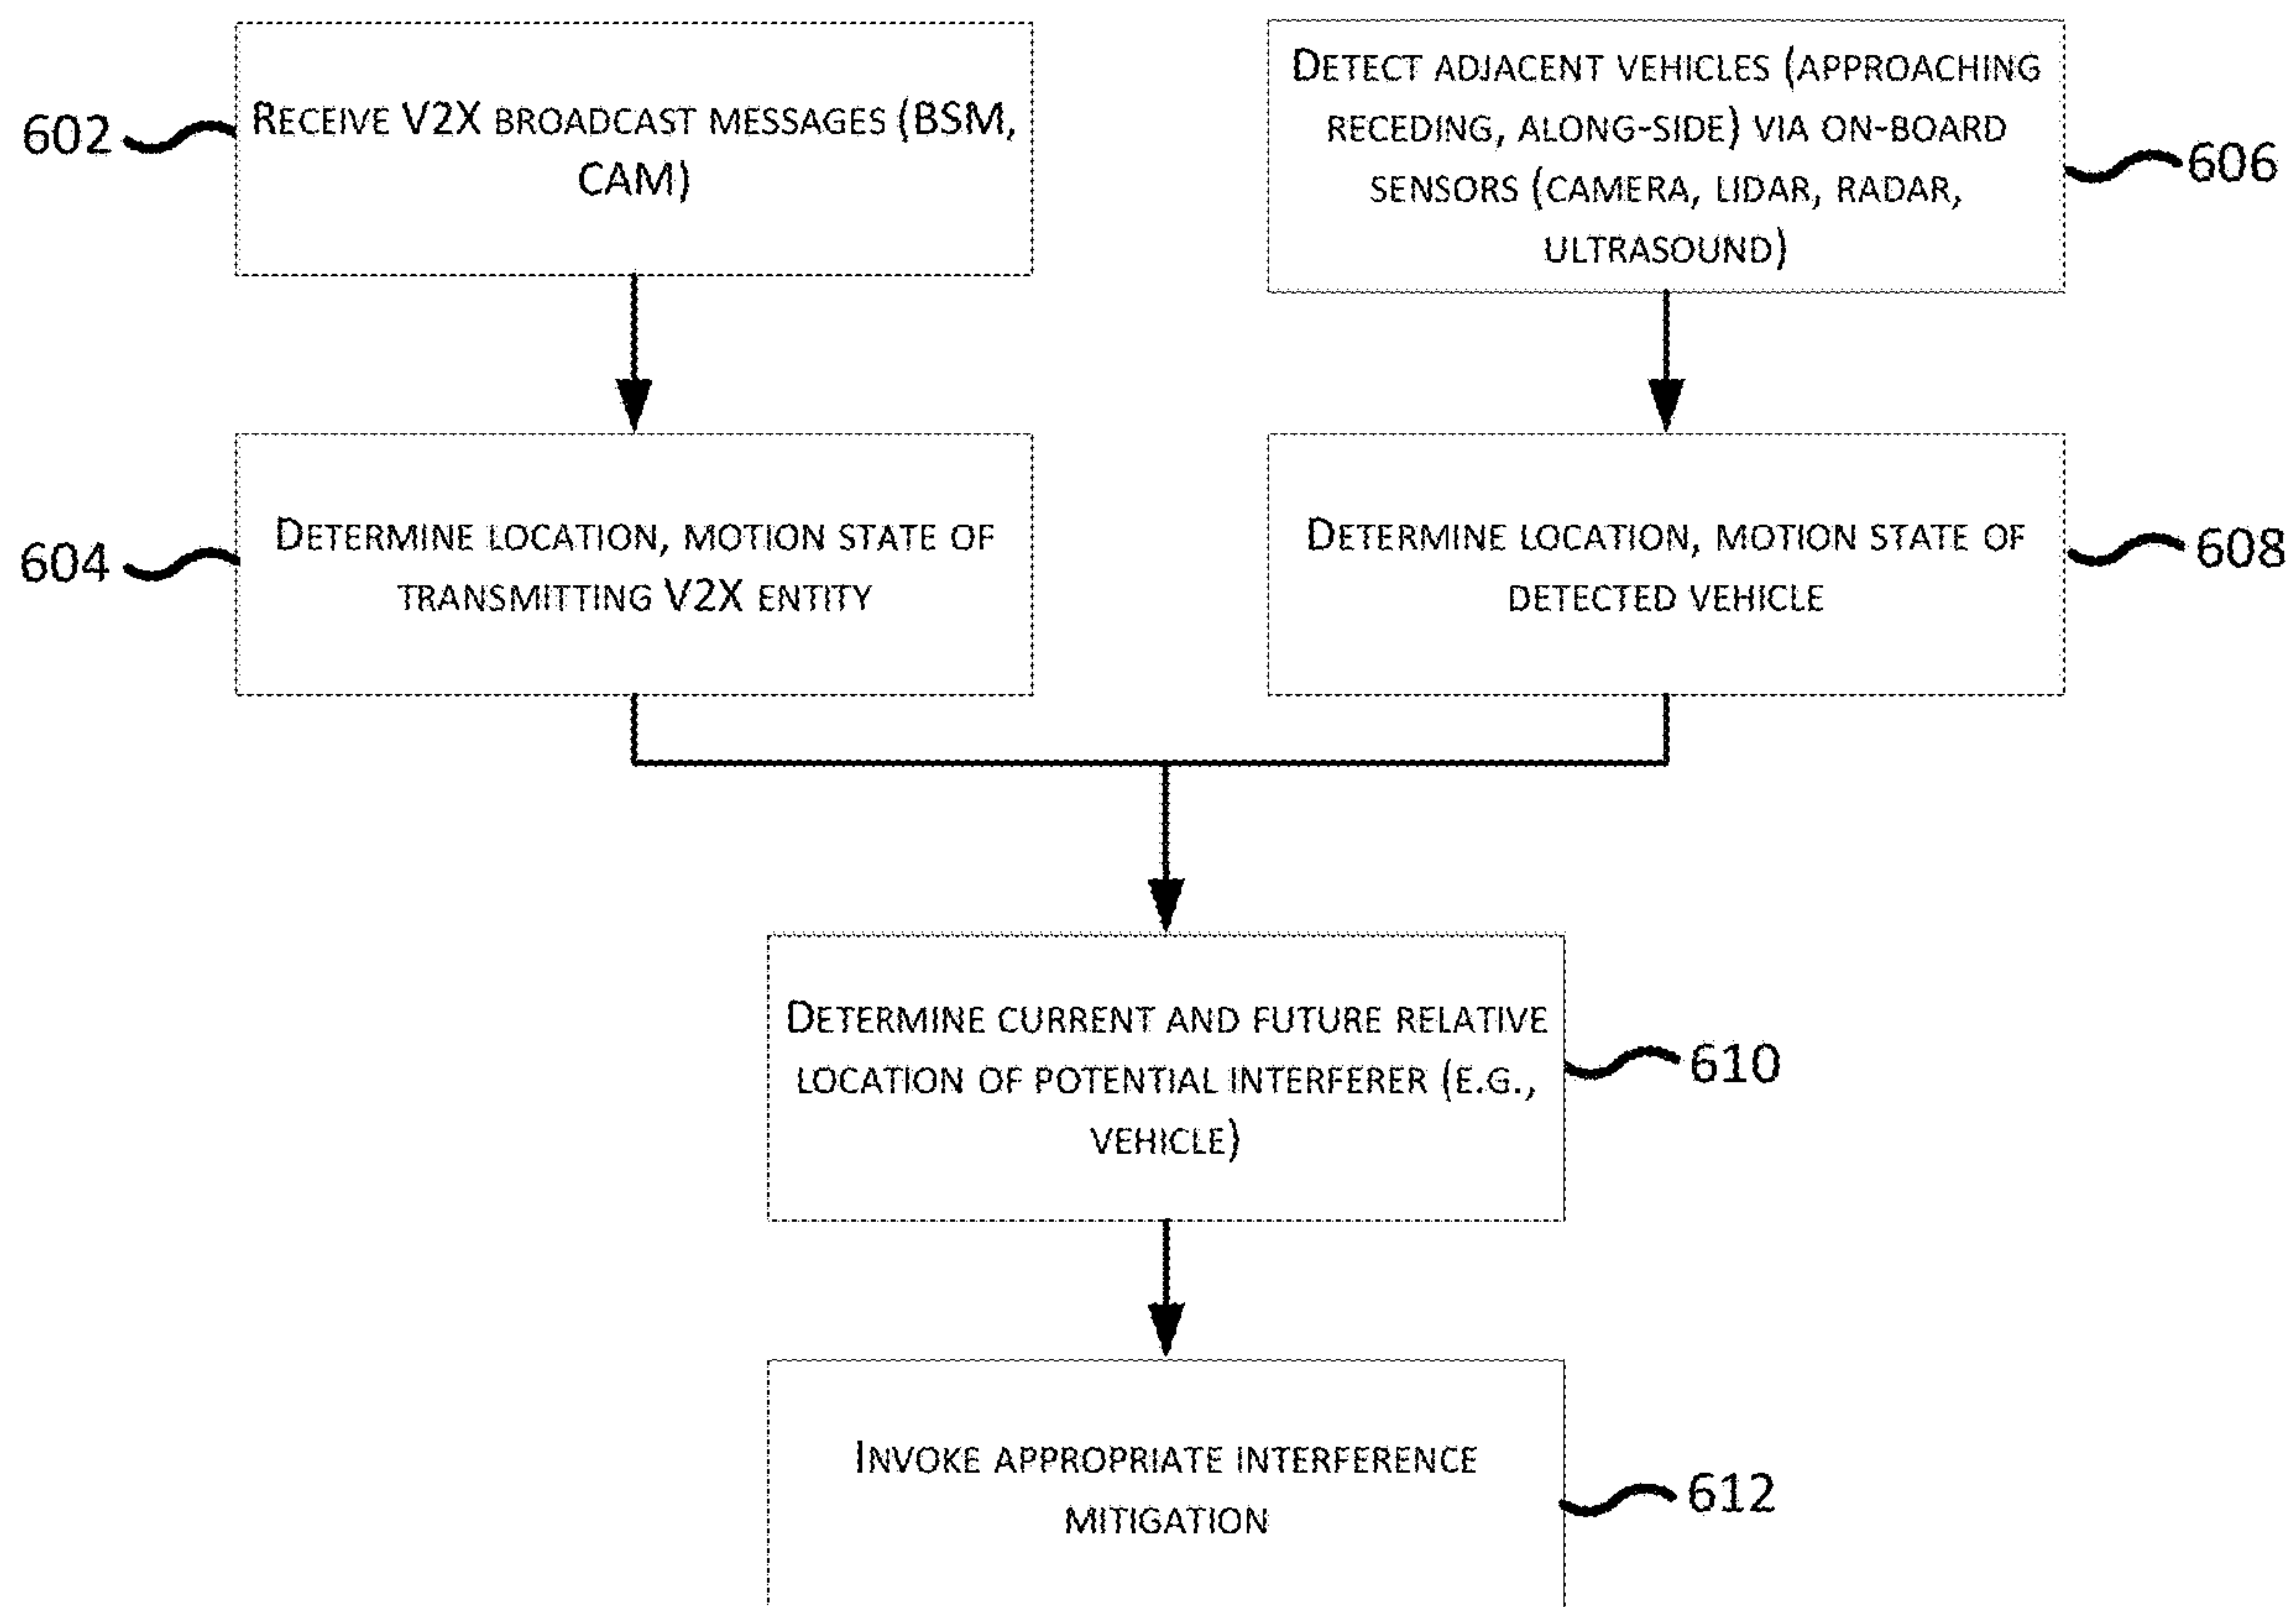 602
RECEIVE V2X BROADCAST MESSAGES (BSM,
CAM)
DETECT ADJACENT VEHICLES (APPROACHING
RECEDING, ALONG-SIDE) VIA ON-BOARD
SENSORS (CAMERA, LIDAR, RADAR,
ULTRASOUND)
606
604
DETERMINE LOCATION, MOTION STATE OF
TRANSMITTING V2X ENTITY
DETERMINE LOCATION, MOTION STATE OF
DETECTED VEHICLE
608
DETERMINE CURRENT AND FUTURE RELATIVE
LOCATION OF POTENTIAL INTERFERER (E.G.,
VEHICLE)
610
INVOKE APPROPRIATE INTERFERENCE
MITIGATION
612